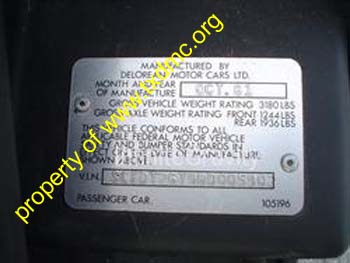 MANUFACTURED BY
DELOREAN MOTOR CARS LTD.
MONTH AND YEAR
OF MANUFACTURE OCT. 81
GROSS VEHICLE WEIGHT RATING 3180 LBS
GROSS AXLE WEIGHT RATING FRONT 1244 LBS
REAR 1936 LBS
THIS VEHICLE CONFORMS TO ALL
APPLICABLE FEDERAL MOTOR VEHICLE
SAFETY AND BUMPER STANDARDS IN
EFFECT ON THE DATE OF MANUFACTURE
SHOWN ABOVE.
V.I.N.
PASSENGER CAR 105196
property of www.